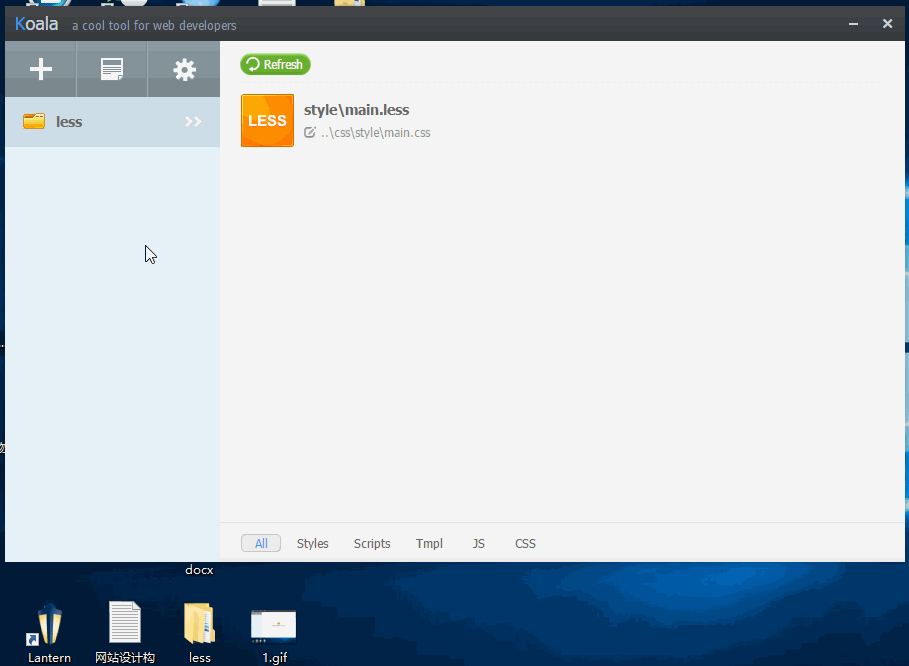 Koala a cool tool for web developers
Refresh
less
LESS
style\main.less
..\css\style\main.css
All Styles Scripts Tmpl JS CSS
docx
Lantern 网站设计构 less 1.gif